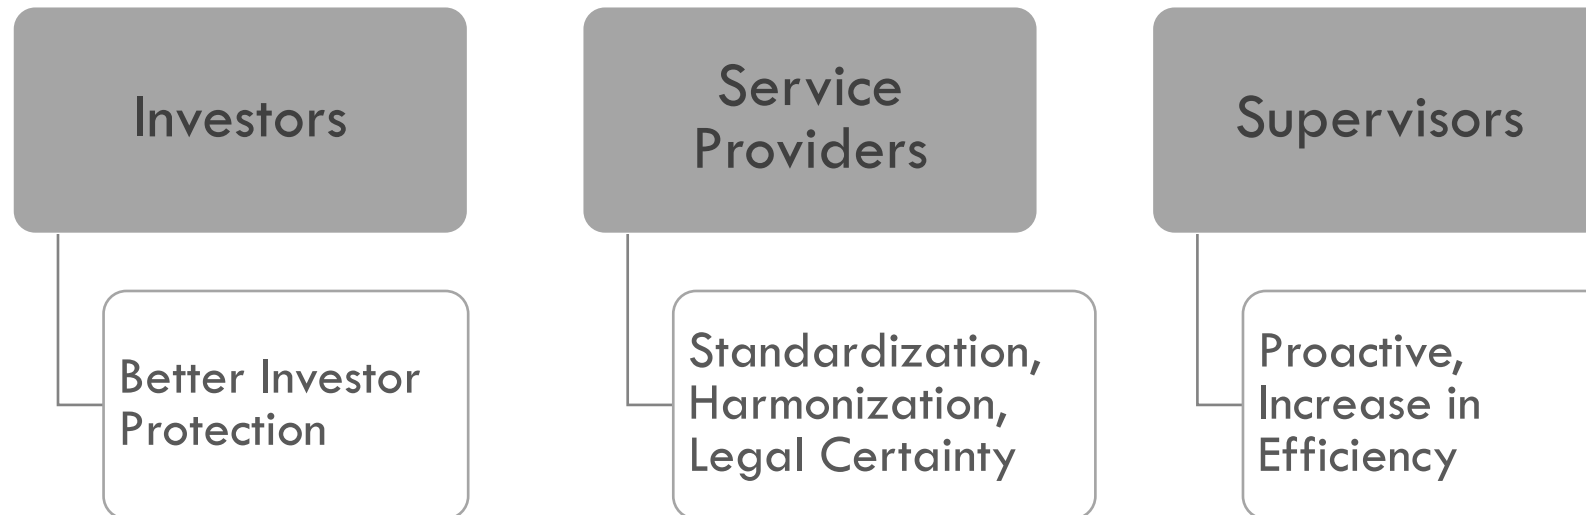 Investors
Service
Providers
Supervisors
Better Investor
Protection
Standardization,
Harmonization,
Legal Certainty
Proactive,
Increase in
Efficiency